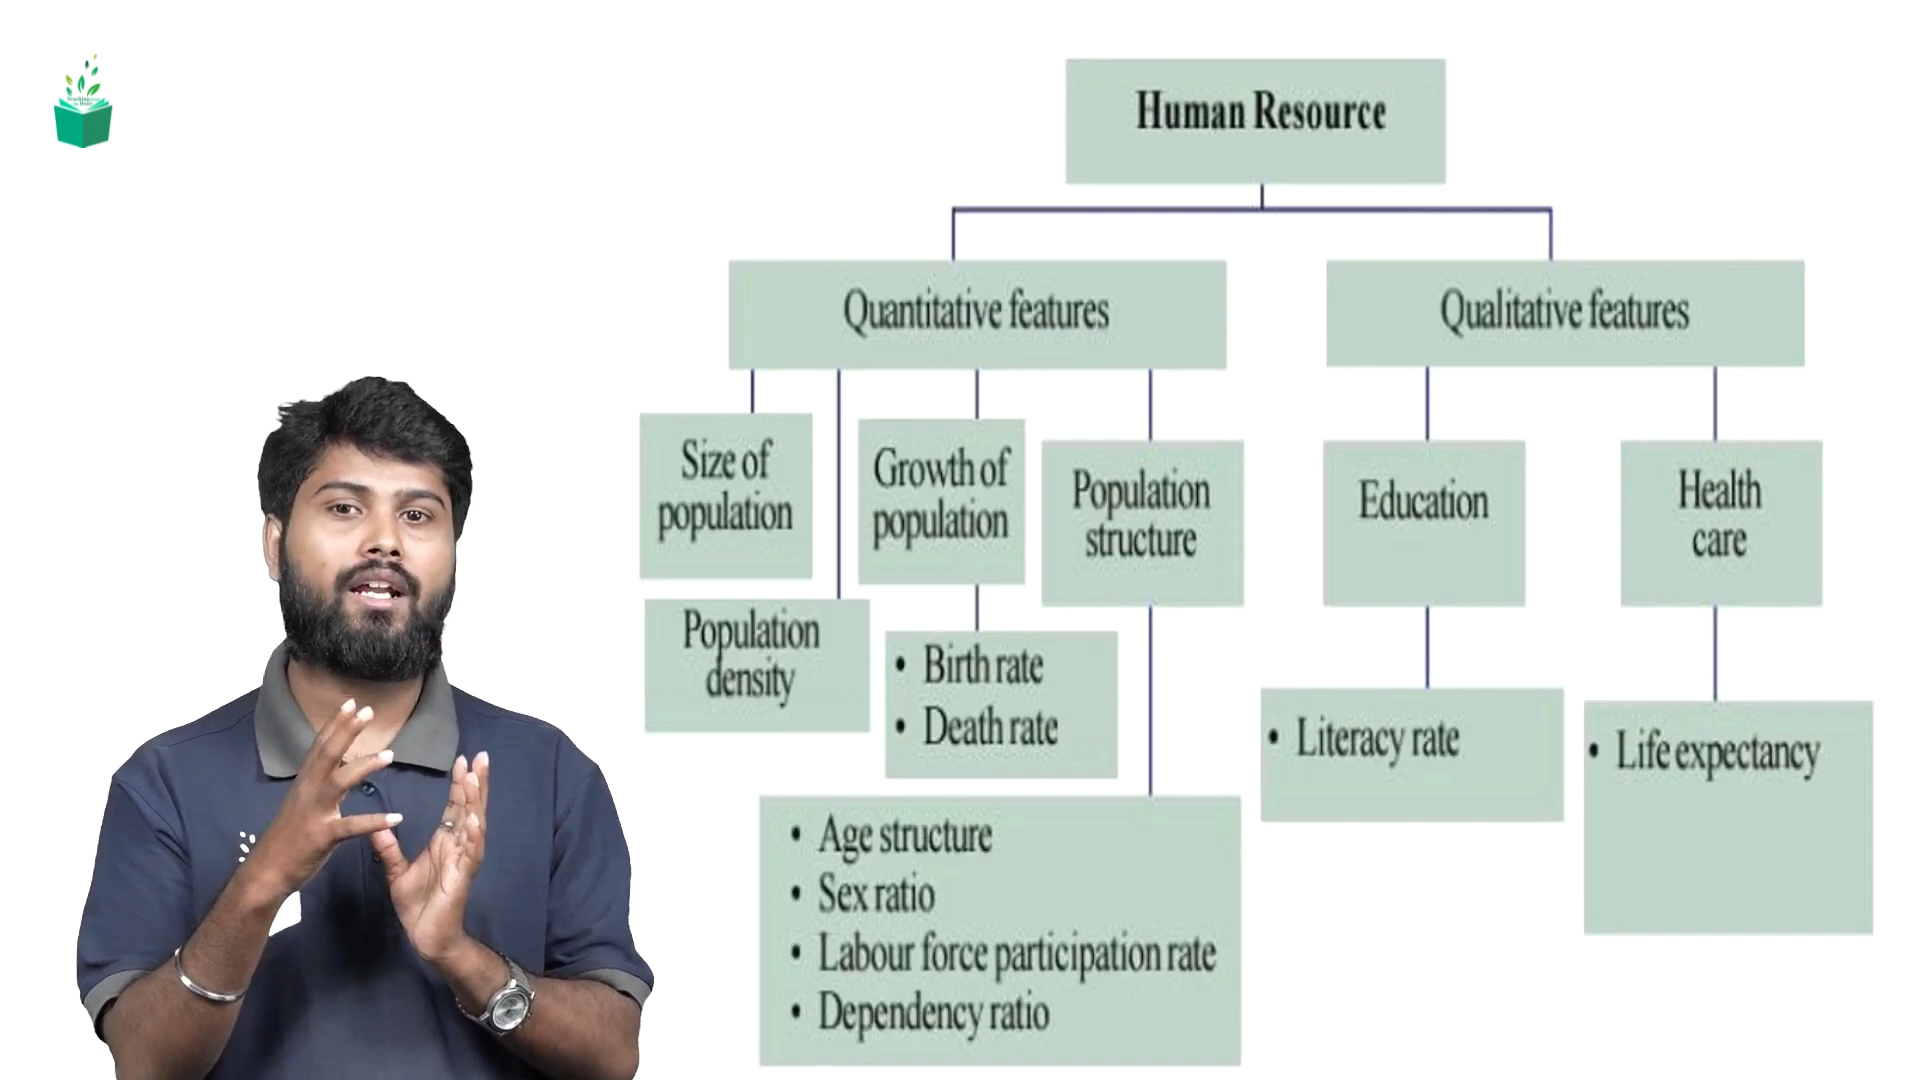 Human Resource
Quantitative features
Qualitative features
Size of
population
Growth of
population
Population
structure
Education
Health
care
Population
density
• Birth rate
• Death rate
• Literacy rate
• Life expectancy
• Age structure
• Sex ratio
• Labour force participation rate
• Dependency ratio